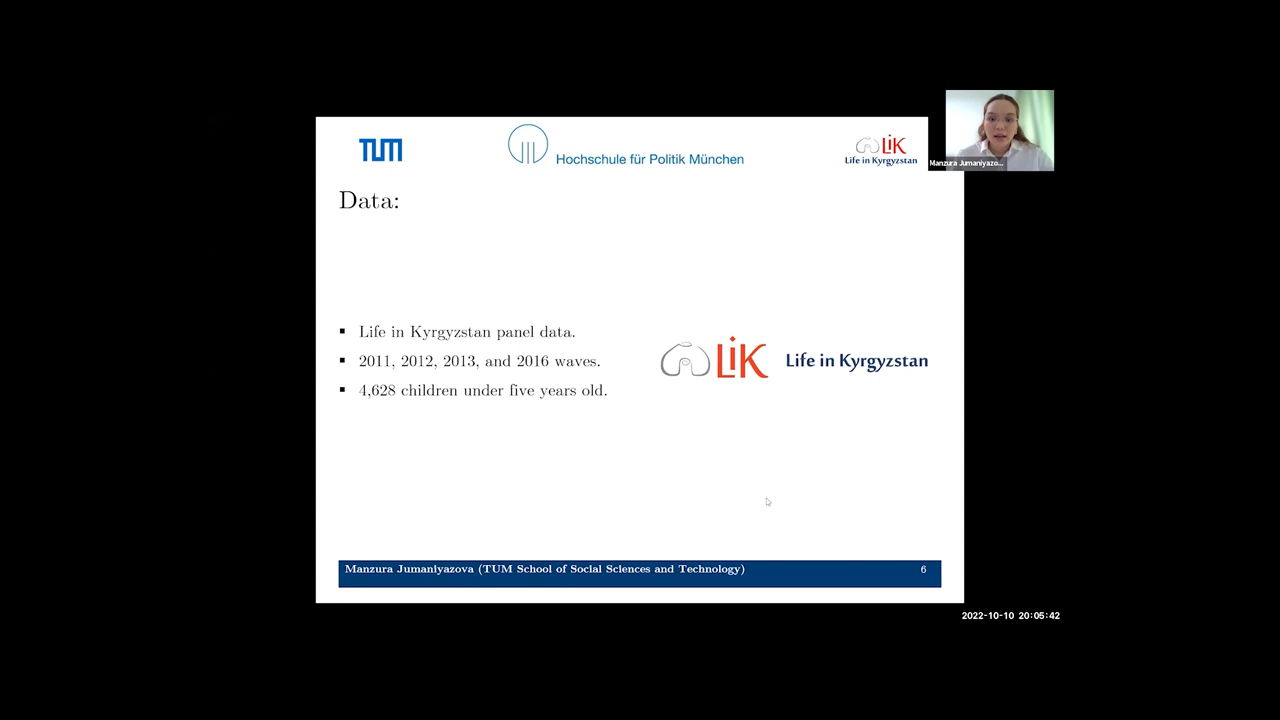 TUM
Hochschule für Politik München
LiK
Life in Kyrgyzstan
Manzura Jumaniyazo...
Data:
▪ Life in Kyrgyzstan panel data.
▪ 2011, 2012, 2013, and 2016 waves.
▪ 4,628 children under five years old.
LiK Life in Kyrgyzstan
Manzura Jumaniyazova (TUM School of Social Sciences and Technology) 6
2022-10-10 20:05:42